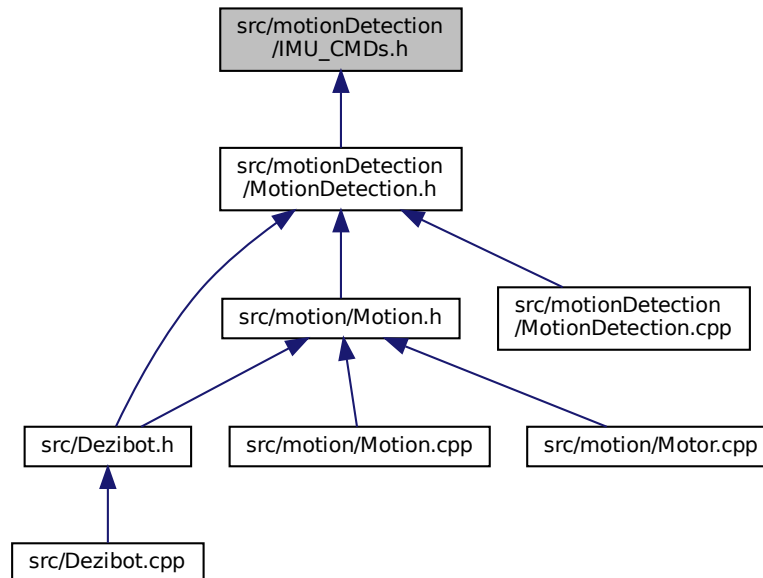 src/motionDetection
/IMU_CMDs.h
src/motionDetection
/MotionDetection.h
src/motion/Motion.h
src/motionDetection
/MotionDetection.cpp
src/Dezibot.h
src/motion/Motion.cpp
src/motion/Motor.cpp
src/Dezibot.cpp